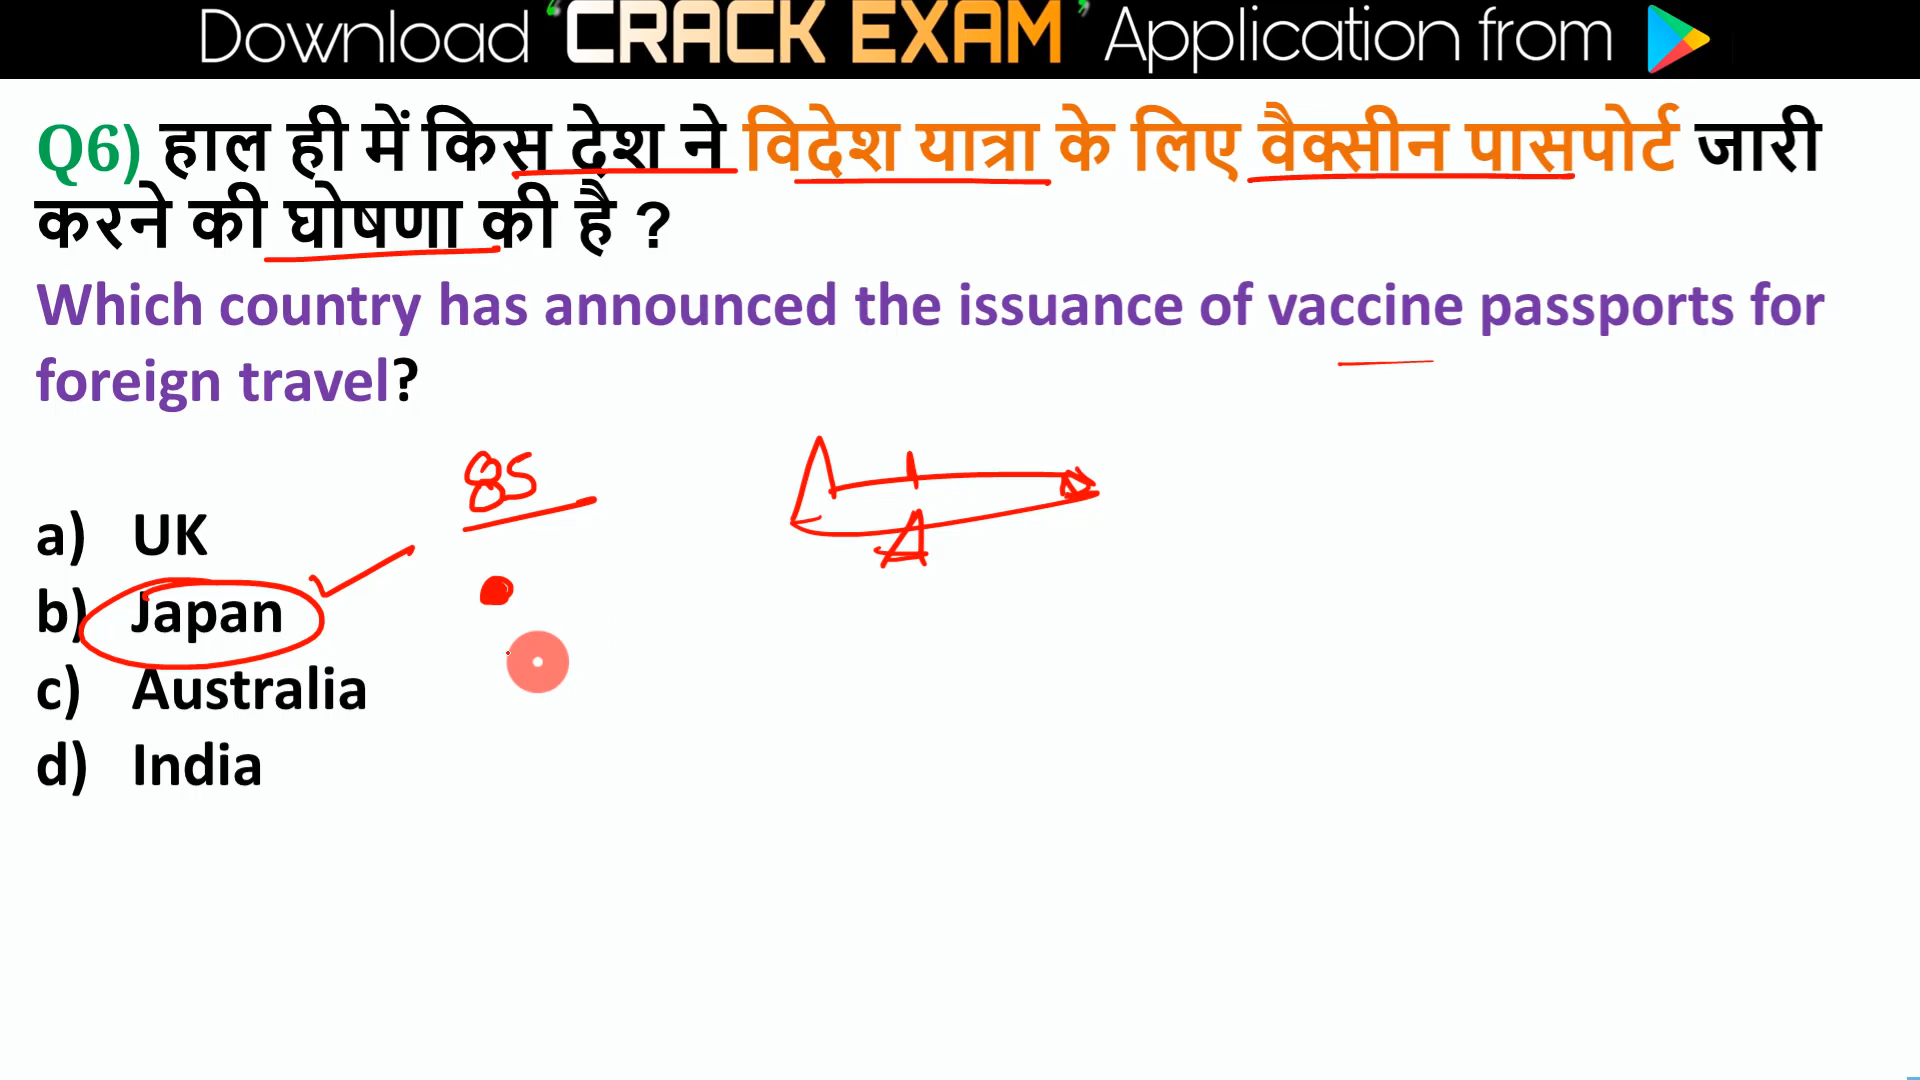 Download ‘CRACK EXAM’ Application from
Q6) हाल ही में किस देश ने विदेश यात्रा के लिए वैक्सीन पासपोर्ट जारी
करने की घोषणा की है ?
Which country has announced the issuance of vaccine passports for
foreign travel?
85
a) UK
b) Japan
c) Australia
d) India